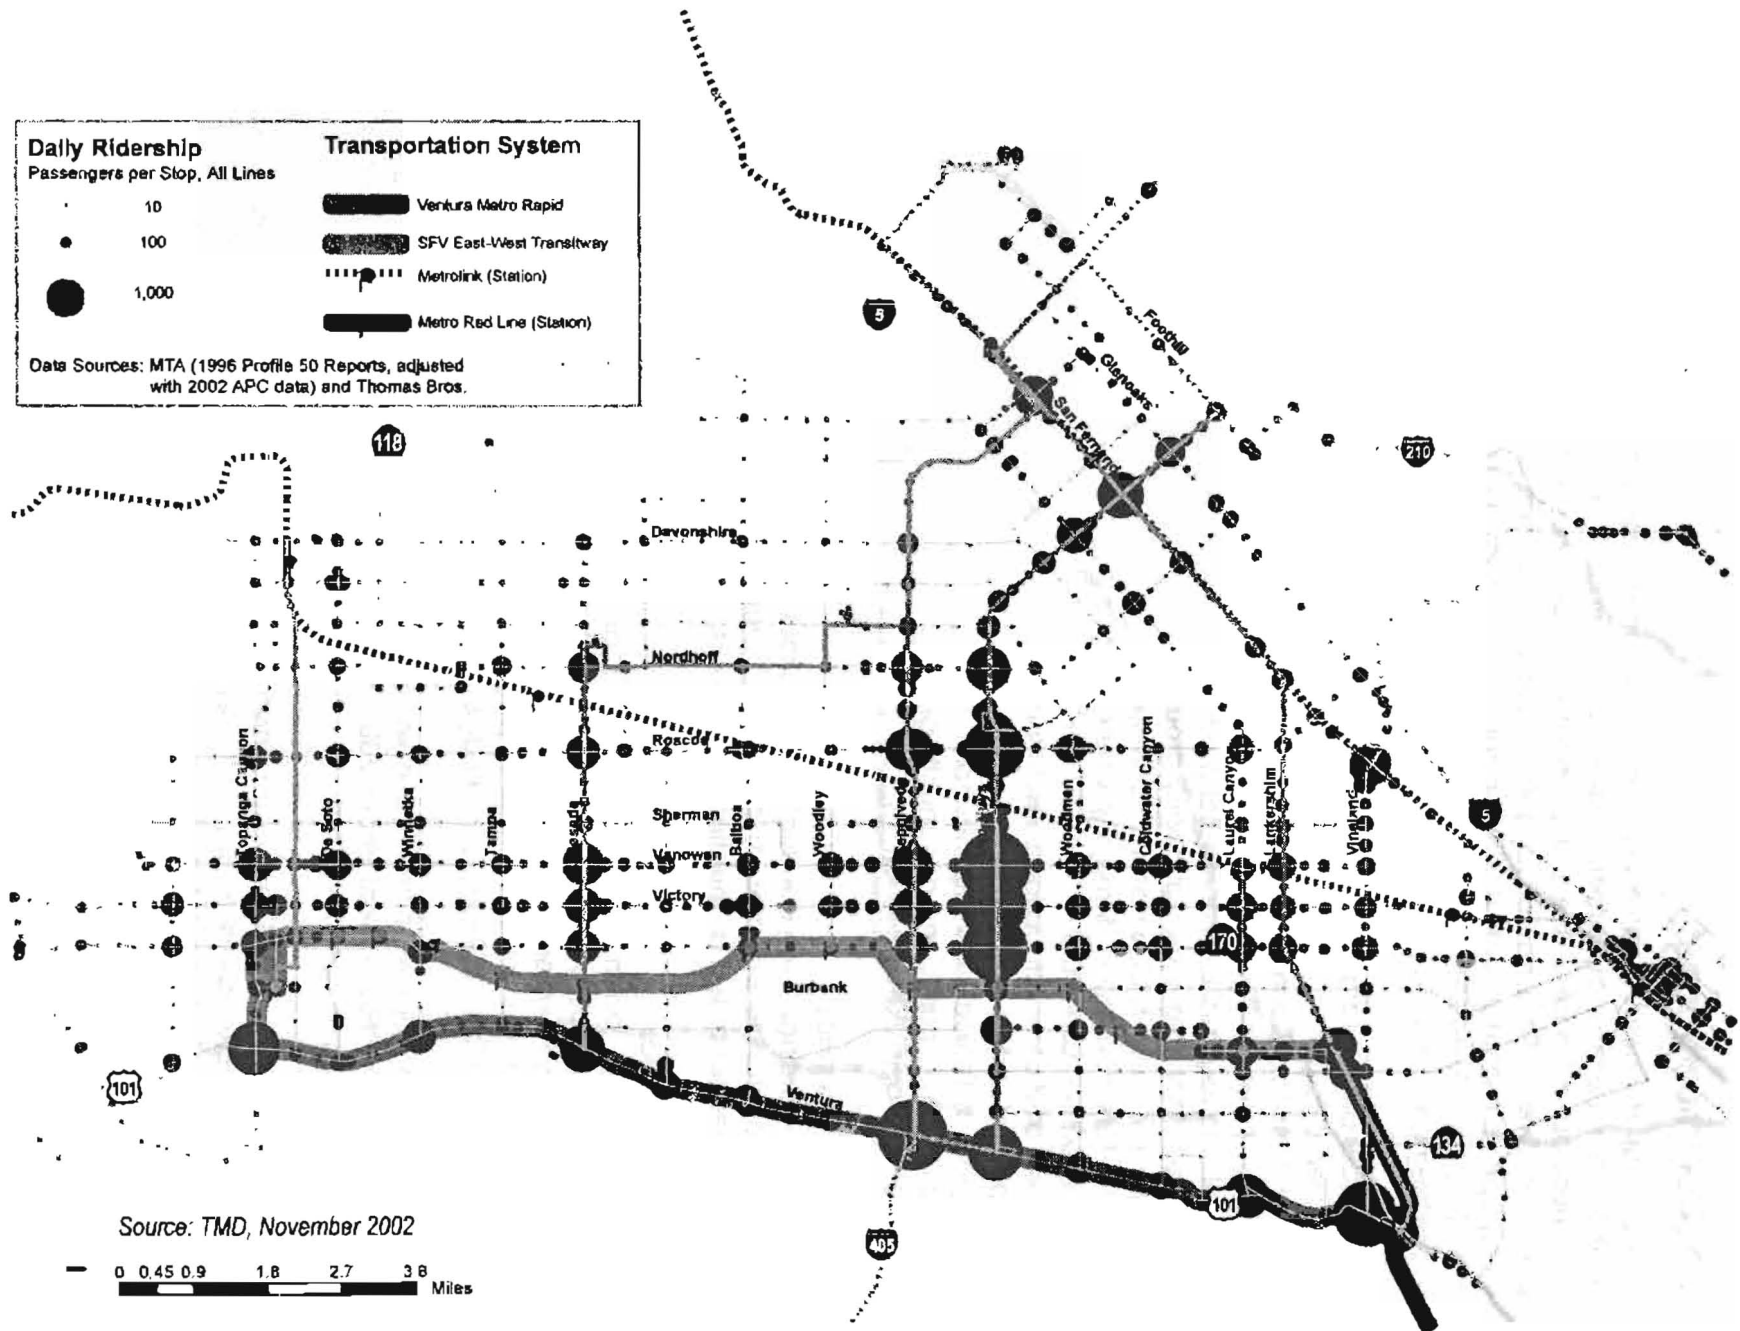 Daily Ridership
Passengers per Stop, All Lines
10
100
1,000
Transportation System
Ventura Metro Rapid
SFV East-West Transitway
Metrolink (Station)
Metro Red Line (Station)
Data Sources: MTA (1996 Profile 50 Reports, adjusted
with 2002 APC data) and Thomas Bros.
5
Foothill
Glenoaks
San Fernando
118
210
Devonshire
Nordhoff
Roscoe
Topanga Canyon
De Soto
Winnetka
Tampa
Sherman
Vanowen
Victory
Balboa
Woodley
Woodman
Coldwater Canyon
Laurel Canyon
Lankershim
Vineland
5
170
Burbank
101
Ventura
134
101
405
Source: TMD, November 2002
0 0.45 0.9 1.8 2.7 3.8
Miles